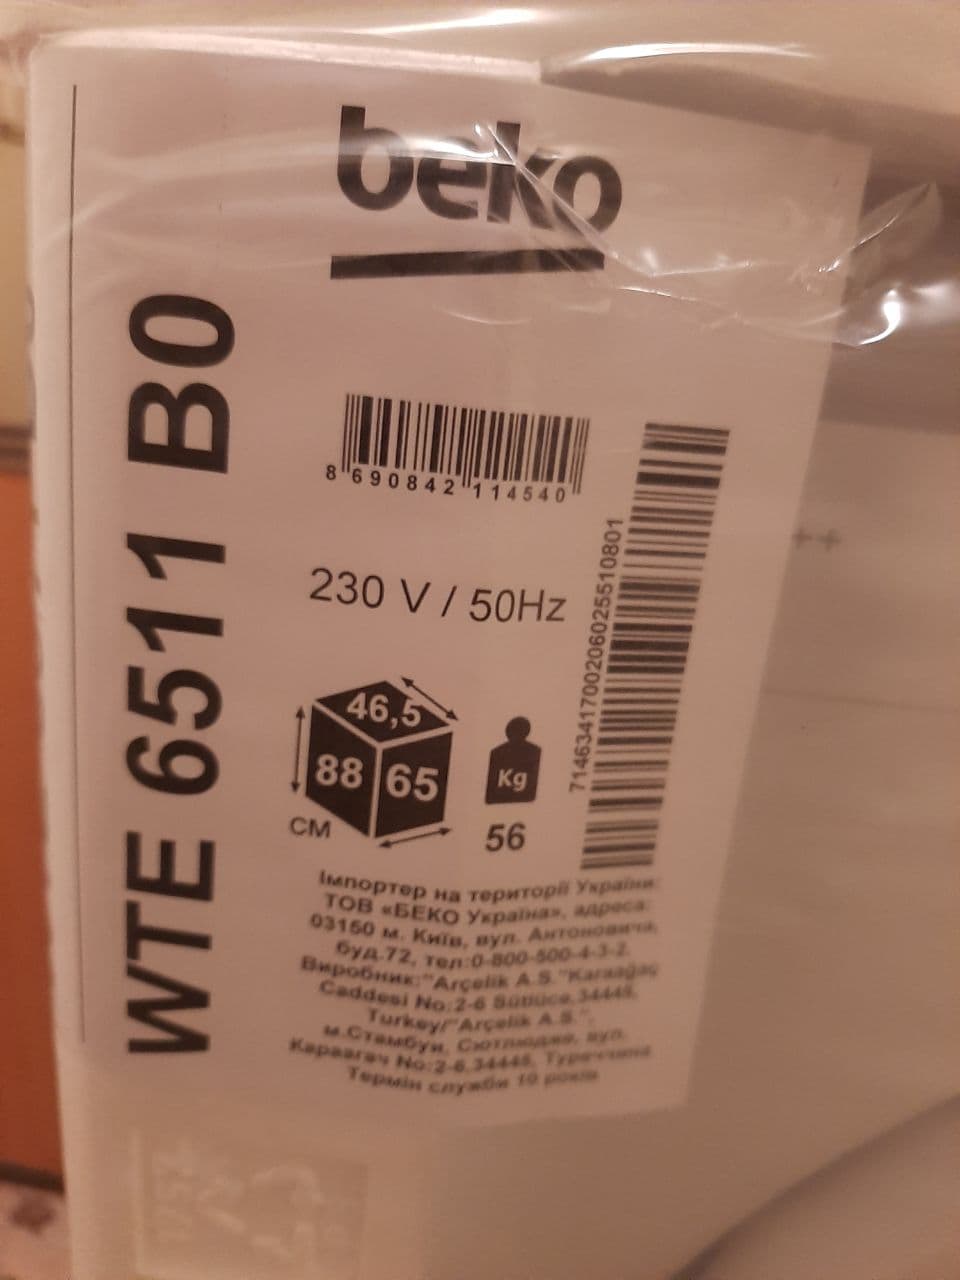 beko
WTE 6511 B0
8 690842 114540
7146341700206025510801
230 V / 50Hz
46,5
88 65
CM
Kg
56
Імпортер на території України:
ТОВ «БЕКО Україна», адреса:
03150 м. Київ, вул. Антоновича,
буд.72, тел:0-800-500-4-3-2.
Виробник:"Arçelik A.S."Karaağaç
Caddesi No:2-6 Sütlüce,34445,
Turkey/"Arçelik A.S.",
м.Стамбул, Сютлюдже, вул.
Караагач No:2-6,34445, Туреччина
Термін служби 10 років
++